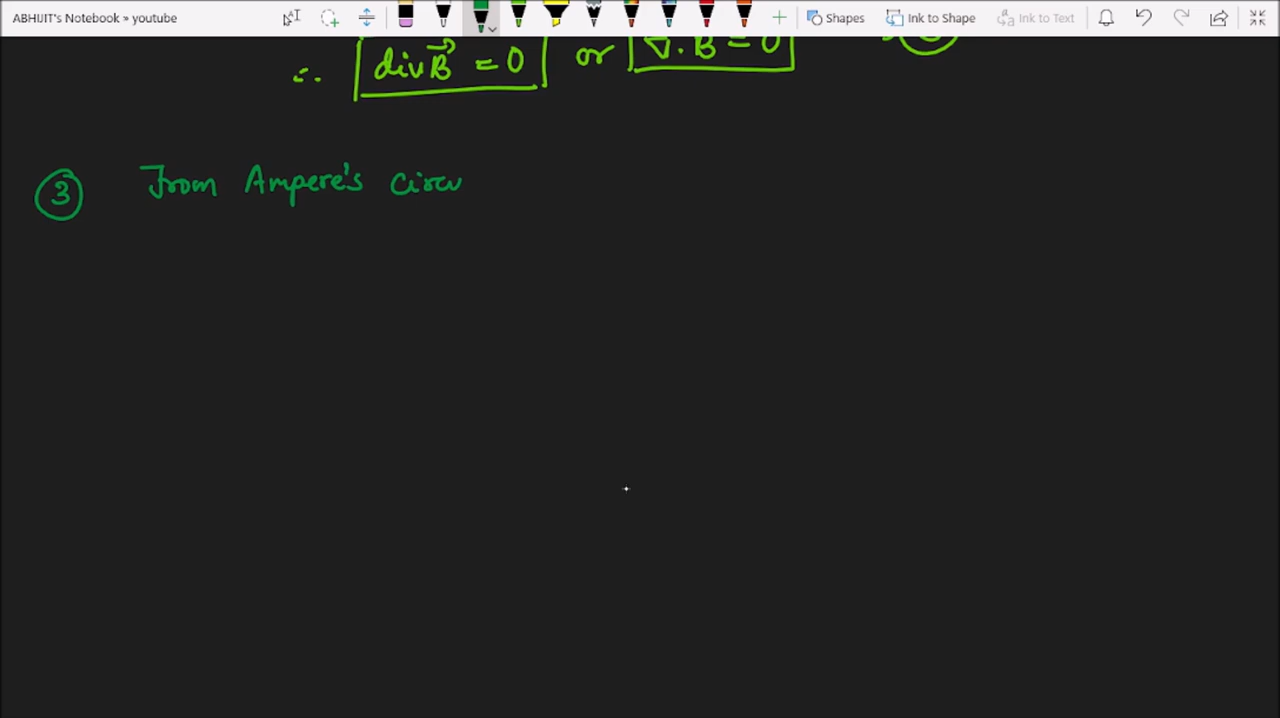 ABHIJIT's Notebook » youtube
Shapes
Ink to Shape
Ink to Text
∴ div B⃗ = 0 or ∇. B = 0
③ From Ampere's Circu